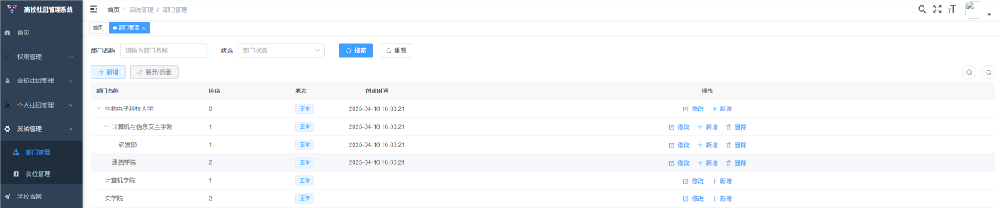 高校社团管理系统
首页
权限管理
全校社团管理
个人社团管理
系统管理
部门管理
岗位管理
学校官网
首页 / 系统管理 / 部门管理
首页 部门管理
部门名称 请输入部门名称 状态 部门状态 搜索 重置
新增 展开/折叠
部门名称 排序 状态 创建时间 操作
桂林电子科技大学 0 正常 2025-04-16 16:06:21 修改 新增
计算机与信息安全学院 1 正常 2025-04-16 16:06:21 修改 新增 删除
研发部 1 正常 2025-04-16 16:06:21 修改 新增 删除
通信学院 2 正常 2025-04-16 16:06:21 修改 新增 删除
计算机学院 1 正常 修改 新增
文学院 2 正常 修改 新增